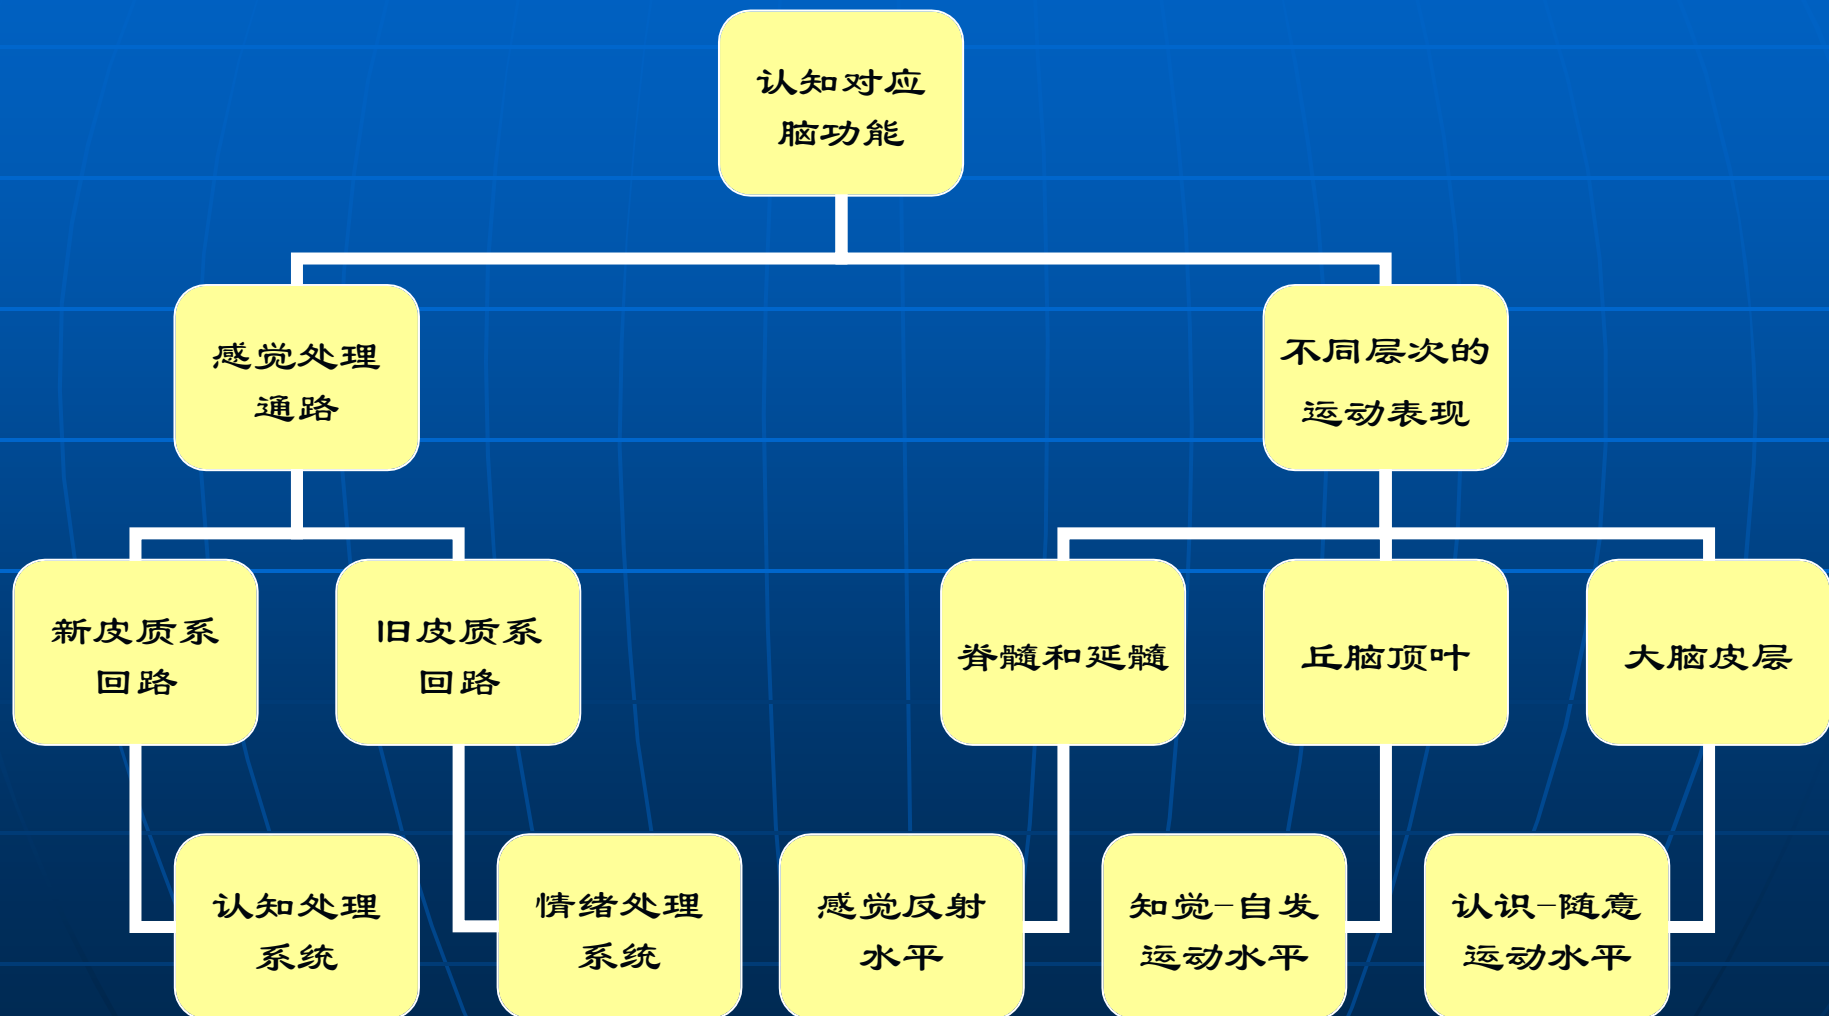 认知对应
脑功能
感觉处理
通路
不同层次的
运动表现
新皮质系
回路
旧皮质系
回路
脊髓和延髓
丘脑顶叶
大脑皮层
认知处理
系统
情绪处理
系统
感觉反射
水平
知觉-自发
运动水平
认识-随意
运动水平